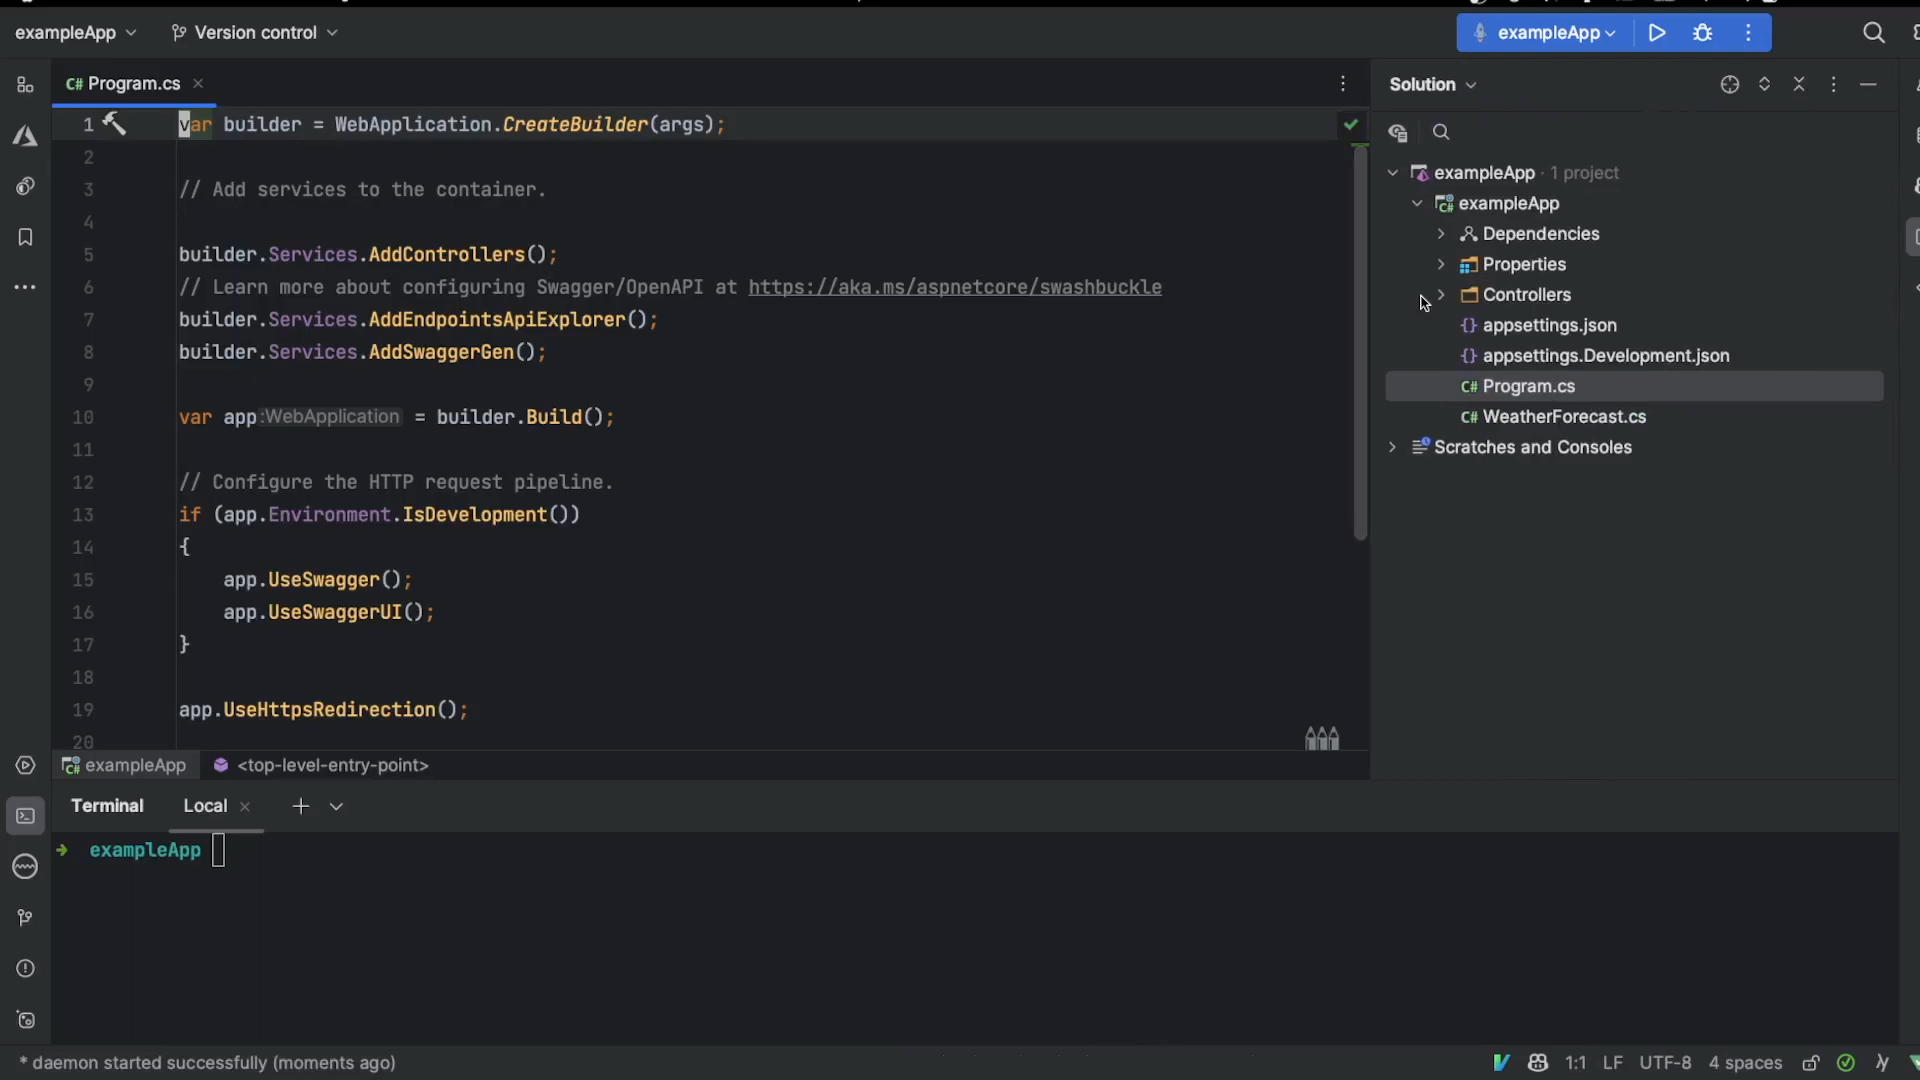 exampleApp
Version control
exampleApp
C# Program.cs
Solution
1 var builder = WebApplication.CreateBuilder(args);
2
3 // Add services to the container.
4
5 builder.Services.AddControllers();
6 // Learn more about configuring Swagger/OpenAPI at https://aka.ms/aspnetcore/swashbuckle
7 builder.Services.AddEndpointsApiExplorer();
8 builder.Services.AddSwaggerGen();
9
10 var app :WebApplication = builder.Build();
11
12 // Configure the HTTP request pipeline.
13 if (app.Environment.IsDevelopment())
14 {
15 app.UseSwagger();
16 app.UseSwaggerUI();
17 }
18
19 app.UseHttpsRedirection();
20
exampleApp · 1 project
C# exampleApp
Dependencies
Properties
Controllers
{} appsettings.json
{} appsettings.Development.json
C# Program.cs
C# WeatherForecast.cs
Scratches and Consoles
C# exampleApp
<top-level-entry-point>
Terminal
Local
exampleApp
* daemon started successfully (moments ago)
1:1
LF
UTF-8
4 spaces